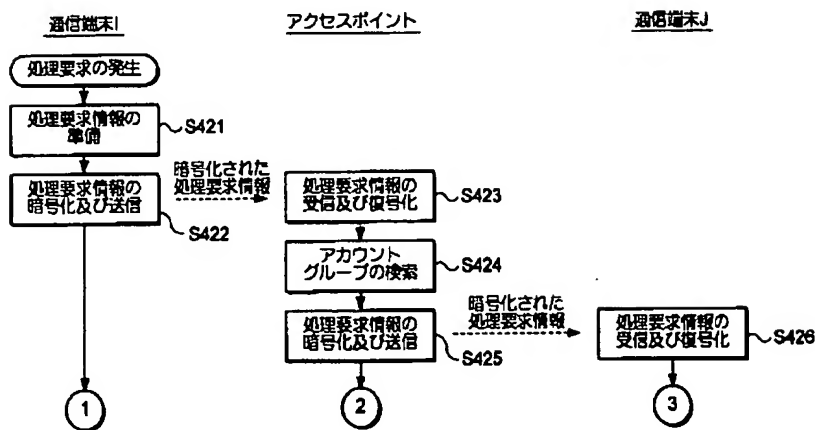 通信端末I
アクセスポイント
通信端末J
処理要求の発生
処理要求情報の
準備
S421
処理要求情報の
暗号化及び送信
S422
暗号化された
処理要求情報
処理要求情報の
受信及び復号化
S423
アカウント
グループの検索
S424
処理要求情報の
暗号化及び送信
S425
暗号化された
処理要求情報
処理要求情報の
受信及び復号化
S426
1
2
3